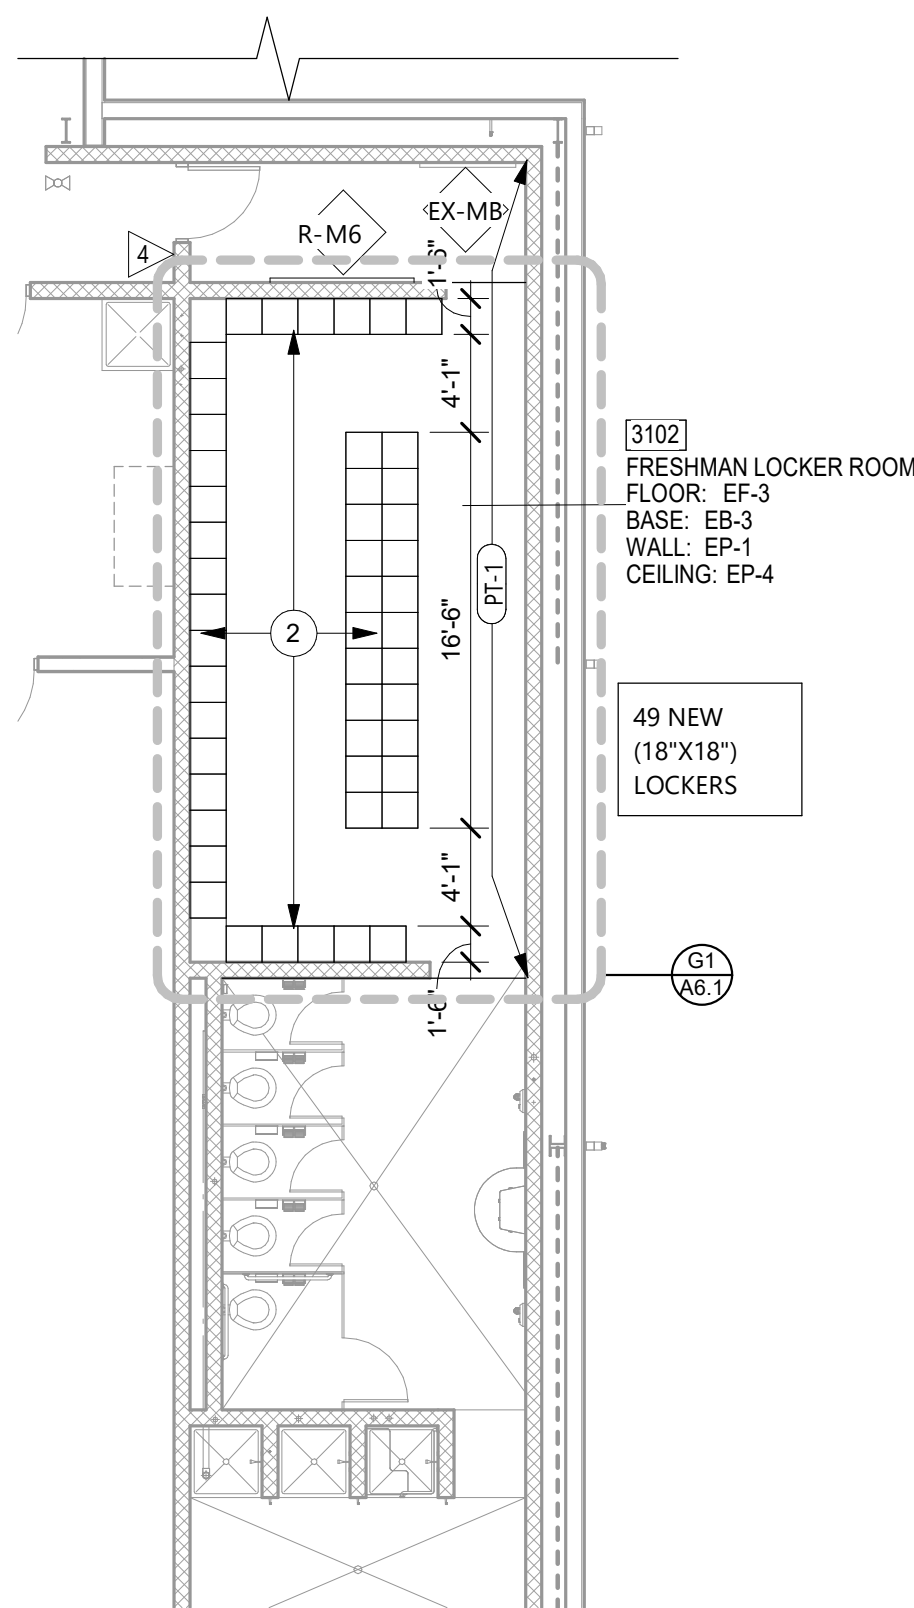 R-M6
EX-MB
4
1'-6"
4'-1"
3102
FRESHMAN LOCKER ROOM
FLOOR: EF-3
BASE: EB-3
WALL: EP-1
CEILING: EP-4
PT-1
16'-6"
2
49 NEW
(18"X18")
LOCKERS
4'-1"
G1
A6.1
1'-6"